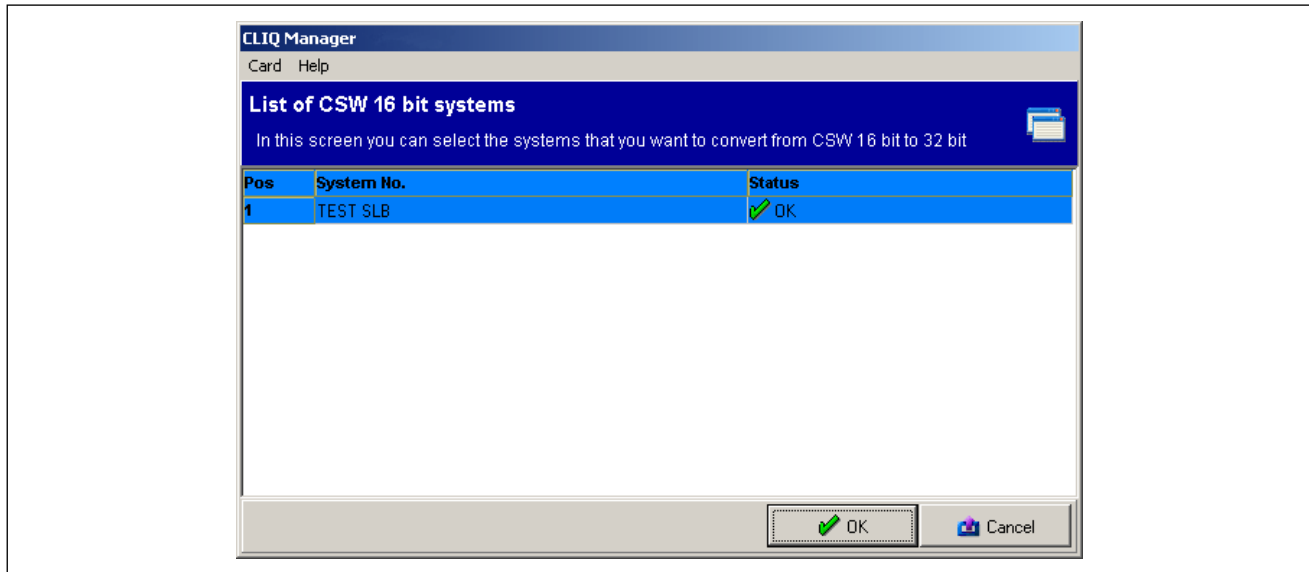 CLIQ Manager
Card Help
List of CSW 16 bit systems
In this screen you can select the systems that you want to convert from CSW 16 bit to 32 bit
Pos System No. Status
1 TEST SLB OK
OK Cancel